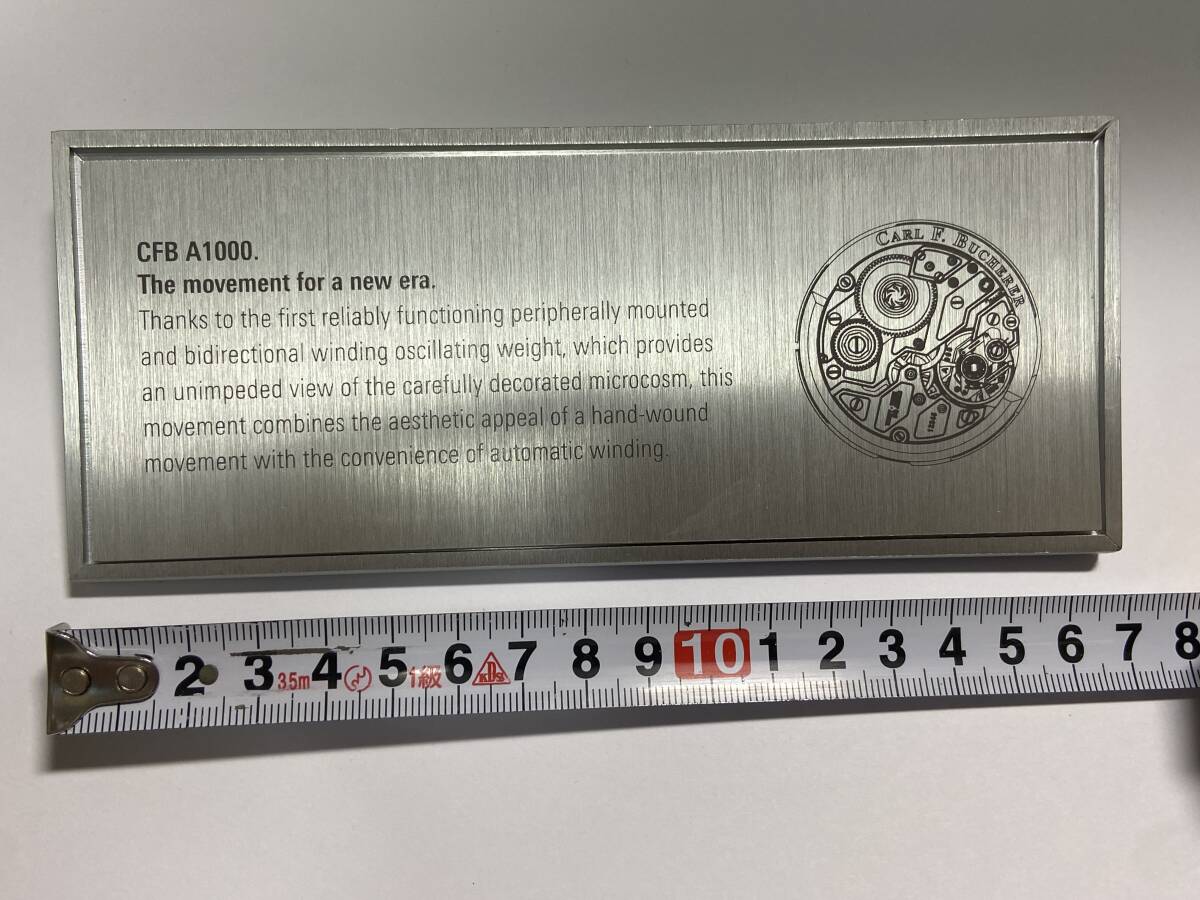 CFB A1000.
The movement for a new era.
Thanks to the first reliably functioning peripherally mounted
and bidirectional winding oscillating weight, which provides
an unimpeded view of the carefully decorated microcosm, this
movement combines the aesthetic appeal of a hand-wound
movement with the convenience of automatic winding.
CARL F. BUCHERER
2 3 3.5m 4 5 1級 6 KDS 7 8 9 10 1 2 3 4 5 6 7 8